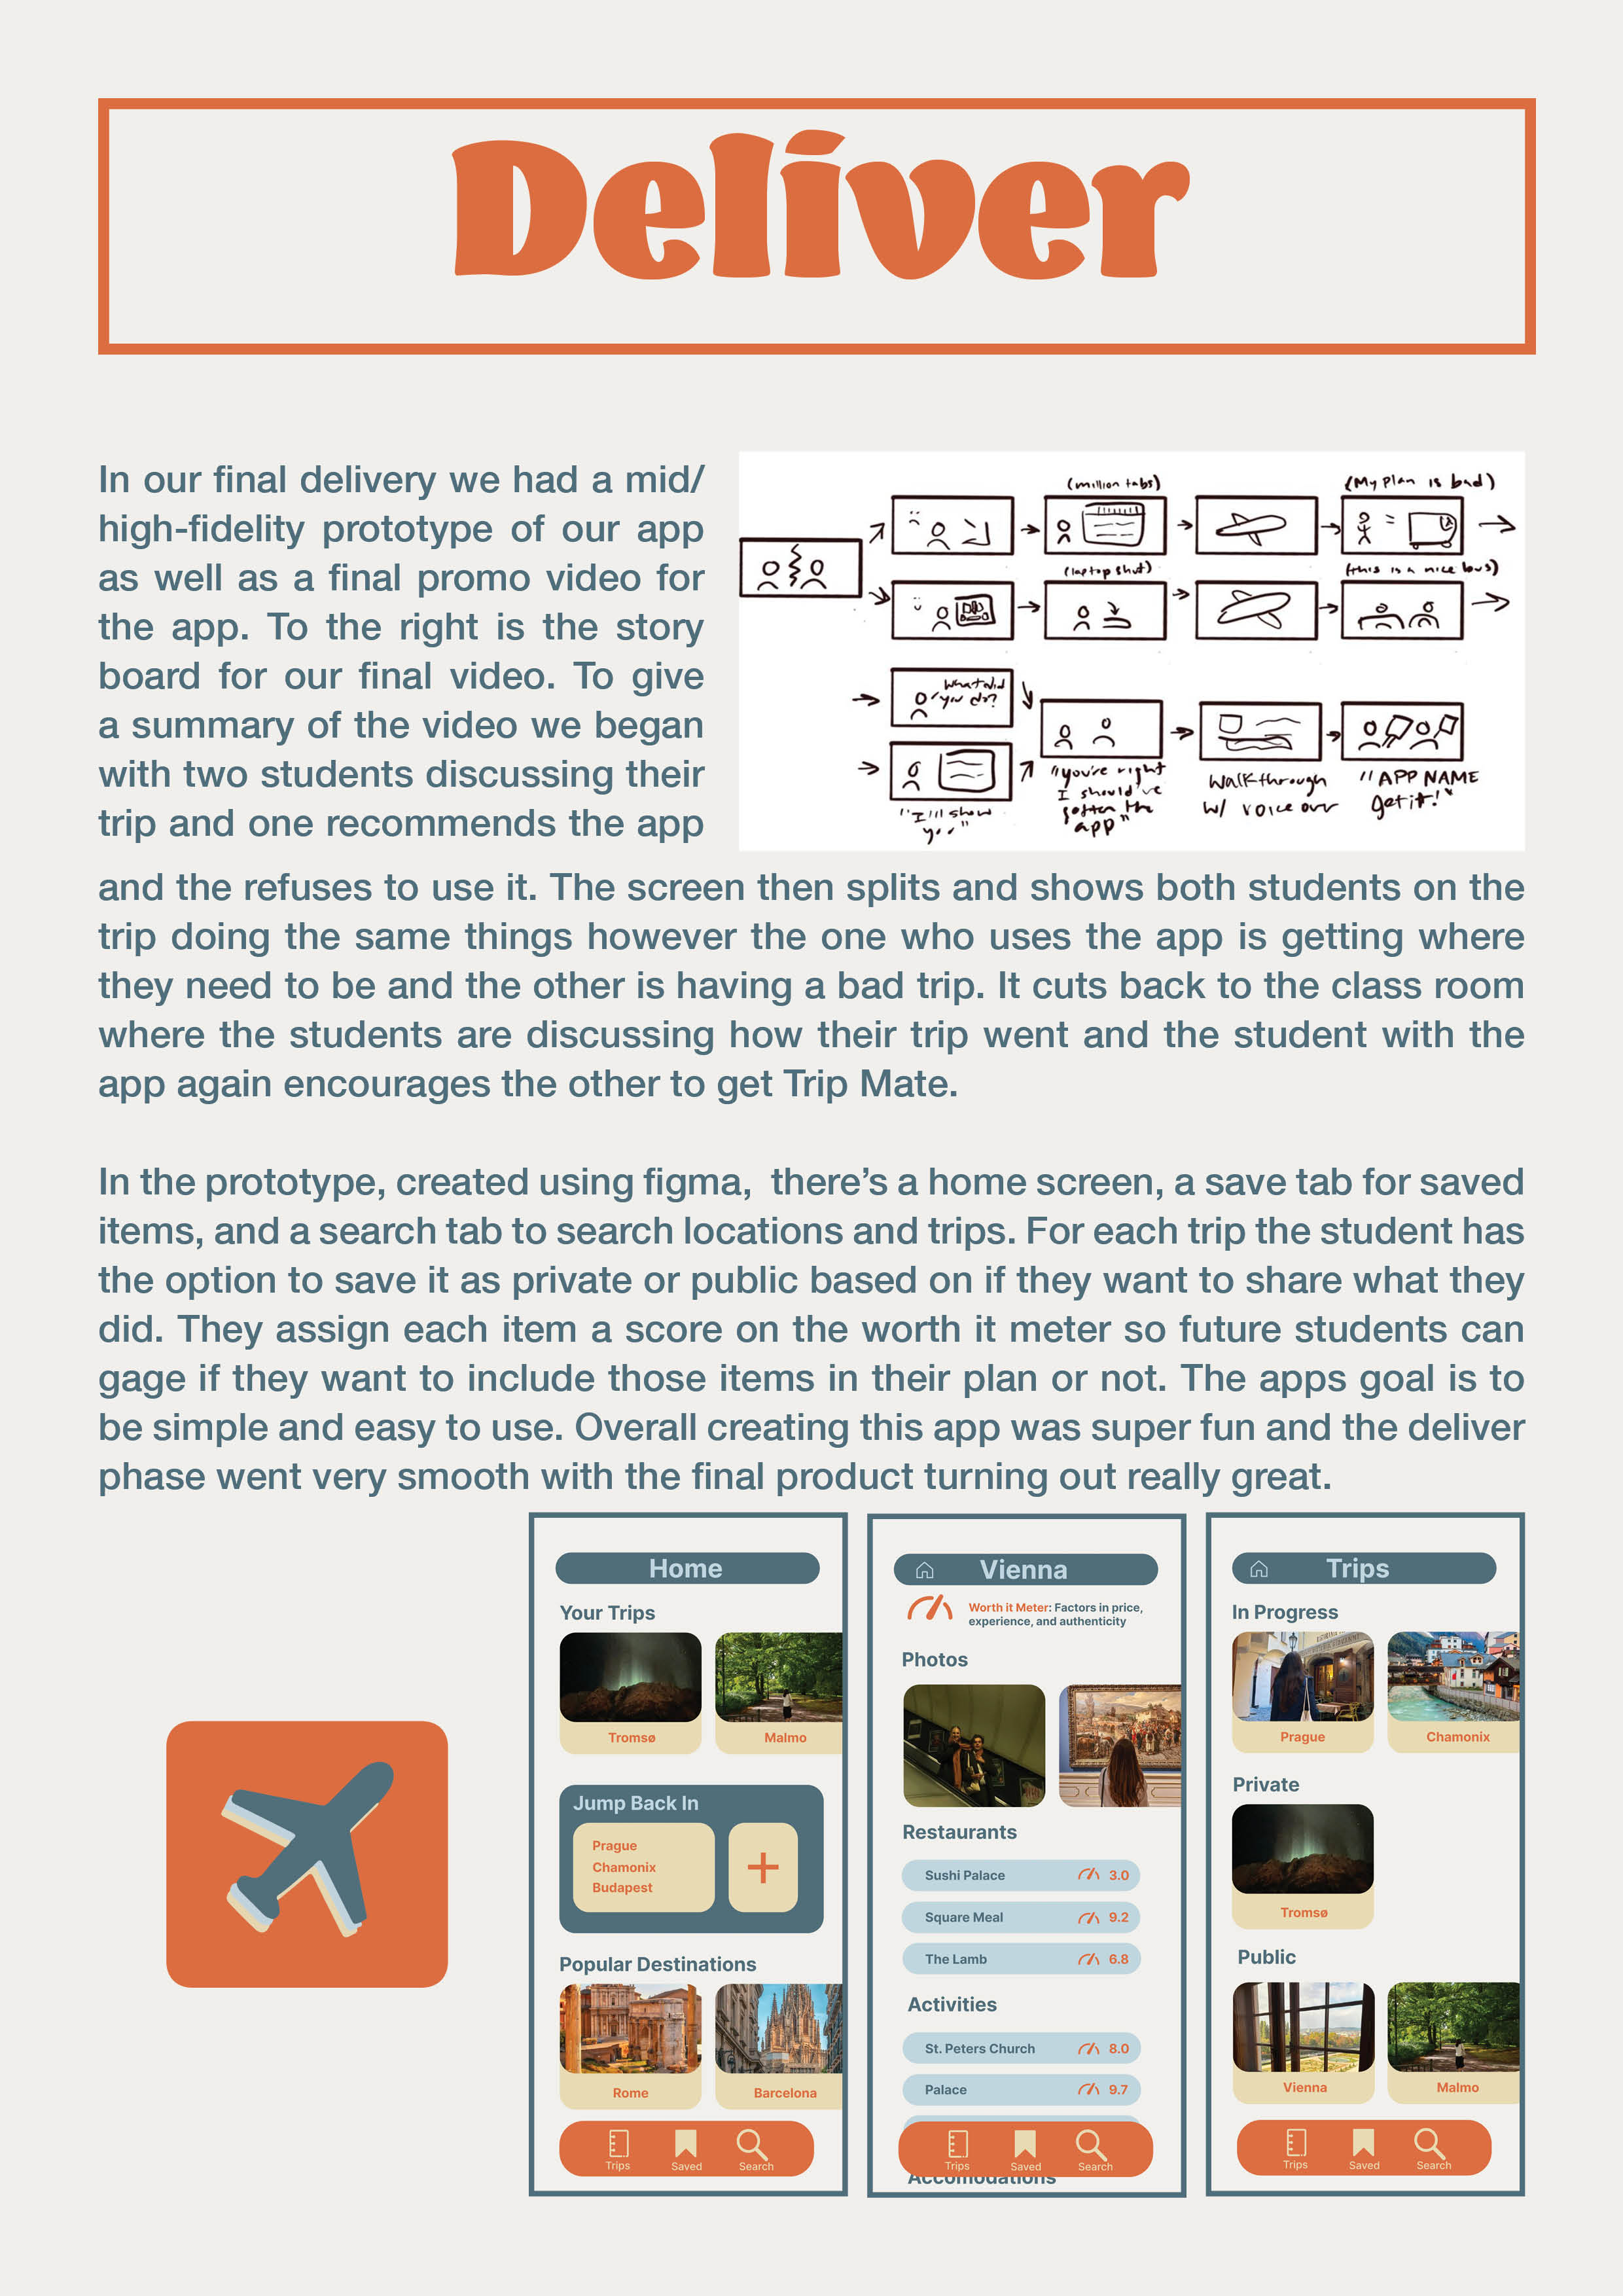 Deliver
In our final delivery we had a mid/
high-fidelity prototype of our app
as well as a final promo video for
the app. To the right is the story
board for our final video. To give
a summary of the video we began
with two students discussing their
trip and one recommends the app
and the refuses to use it. The screen then splits and shows both students on the
trip doing the same things however the one who uses the app is getting where
they need to be and the other is having a bad trip. It cuts back to the class room
where the students are discussing how their trip went and the student with the
app again encourages the other to get Trip Mate.
(million tabs)
(My plan is bad)
(laptop shut)
(this is a nice bus)
What did
you do?
"I'll show
you"
"you're right
I should've
gotten the
app"
Walkthrough
w/ voice over
"APP NAME
get it!"
In the prototype, created using figma,  there's a home screen, a save tab for saved
items, and a search tab to search locations and trips. For each trip the student has
the option to save it as private or public based on if they want to share what they
did. They assign each item a score on the worth it meter so future students can
gage if they want to include those items in their plan or not. The apps goal is to
be simple and easy to use. Overall creating this app was super fun and the deliver
phase went very smooth with the final product turning out really great.
Home
Your Trips
Tromsø
Malmo
Jump Back In
Prague
Chamonix
Budapest
+
Popular Destinations
Rome
Barcelona
Trips
Saved
Search
Vienna
Worth it Meter: Factors in price,
experience, and authenticity
Photos
Restaurants
Sushi Palace 3.0
Square Meal 9.2
The Lamb 6.8
Activities
St. Peters Church 8.0
Palace 9.7
Trips
Saved
Search
Accomodations
Trips
In Progress
Prague
Chamonix
Private
Tromsø
Public
Vienna
Malmo
Trips
Saved
Search